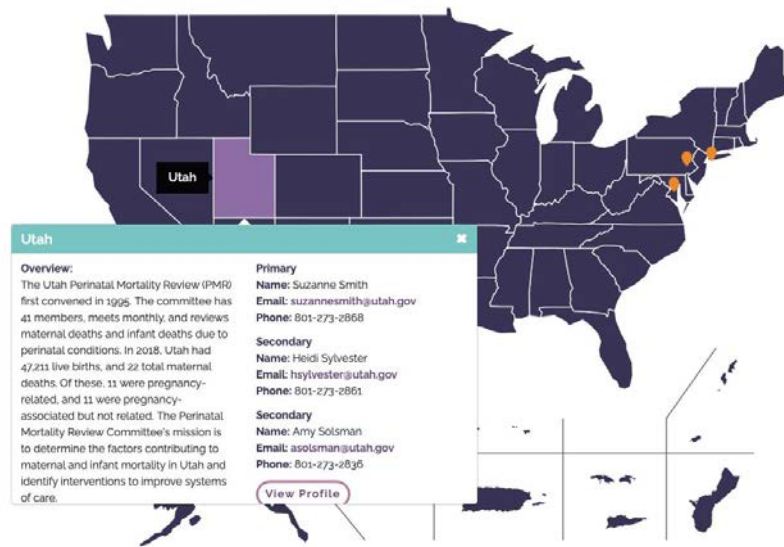 Utah
Utah
Overview:
The Utah Perinatal Mortality Review (PMR)
first convened in 1995. The committee has
41 members, meets monthly, and reviews
maternal deaths and infant deaths due to
perinatal conditions. In 2018, Utah had
47,211 live births, and 22 total maternal
deaths. Of these, 11 were pregnancy-
related, and 11 were pregnancy-
associated but not related. The Perinatal
Mortality Review Committee's mission is
to determine the factors contributing to
maternal and infant mortality in Utah and
identify interventions to improve systems
of care.
Primary
Name: Suzanne Smith
Email: suzannesmith@utah.gov
Phone: 801-273-2868
Secondary
Name: Heidi Sylvester
Email: hsylvester@utah.gov
Phone: 801-273-2861
Secondary
Name: Amy Solsman
Email: asolsman@utah.gov
Phone: 801-273-2836
View Profile